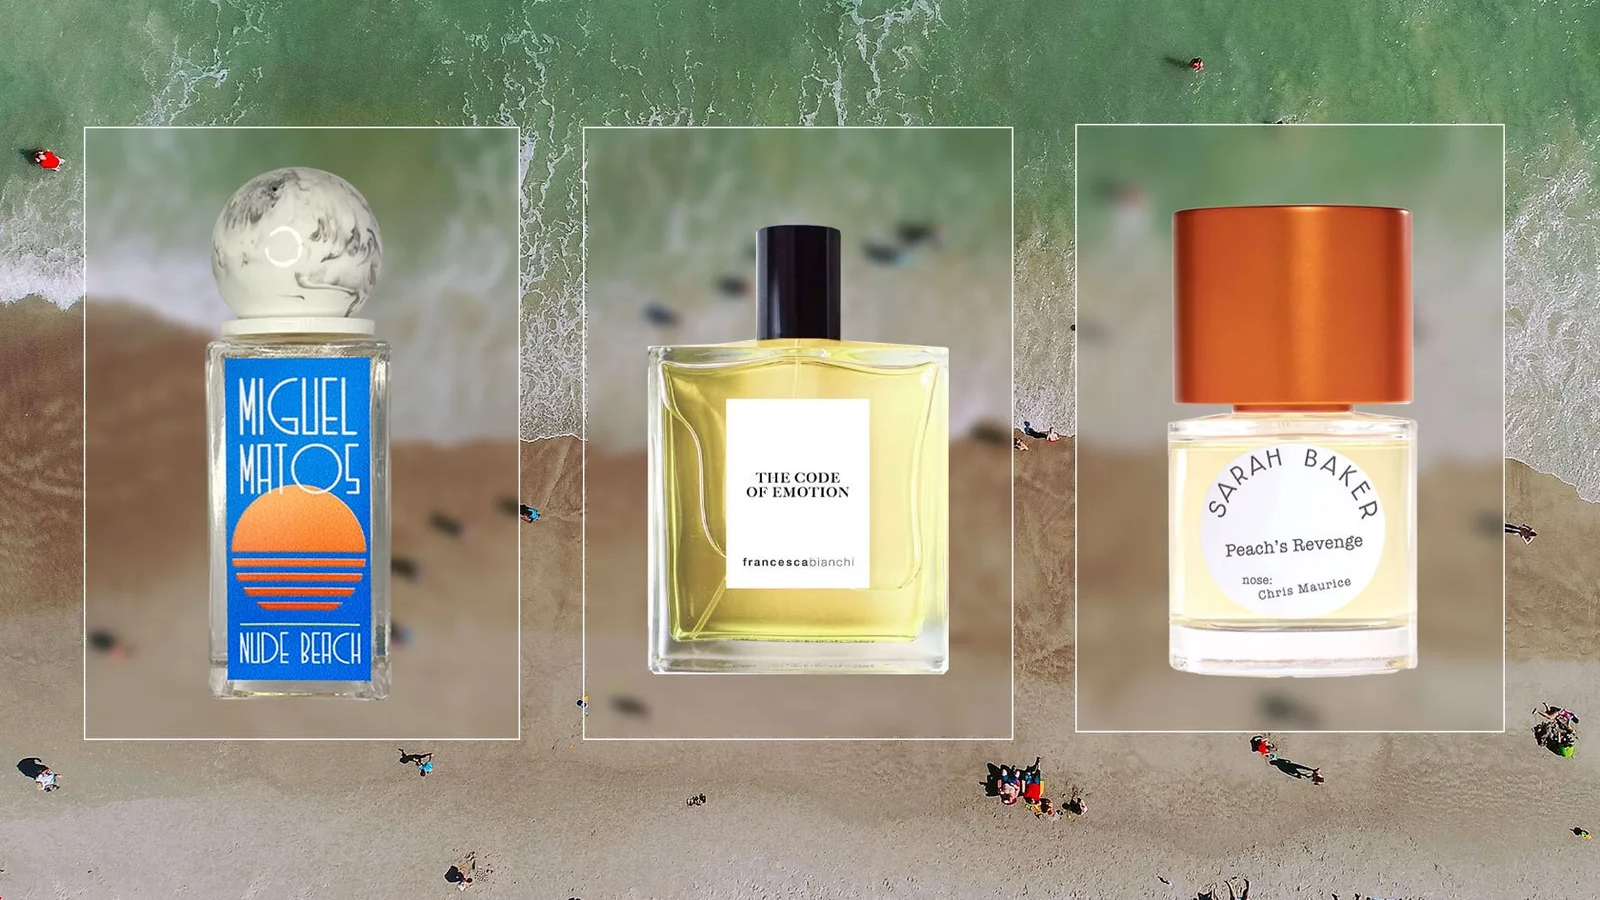 MIGUEL
MATOS
NUDE BEACH
THE CODE
OF EMOTION
francescabianchi
SARAH BAKER
Peach's Revenge
nose:
Chris Maurice